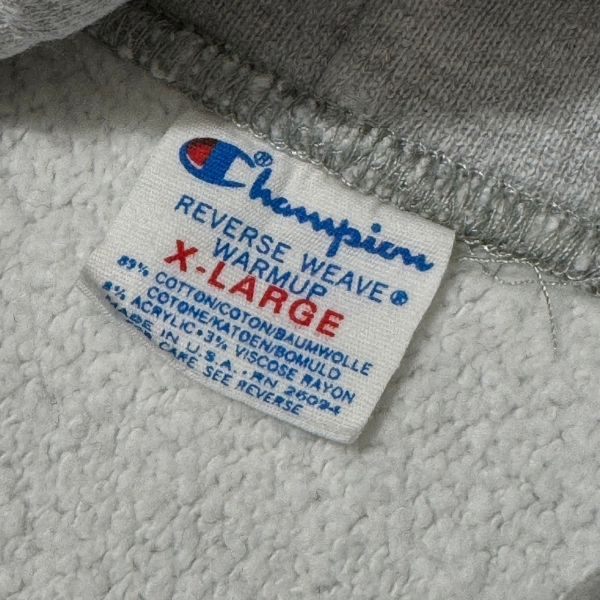 Champion®
REVERSE WEAVE®
WARMUP
X-LARGE
89% COTTON/COTON/BAUMWOLLE
COTONE/KATOEN/BOMULD
8% ACRYLIC•3% VISCOSE RAYON
MADE IN U.S.A. • RN 26094
CARE SEE REVERSE